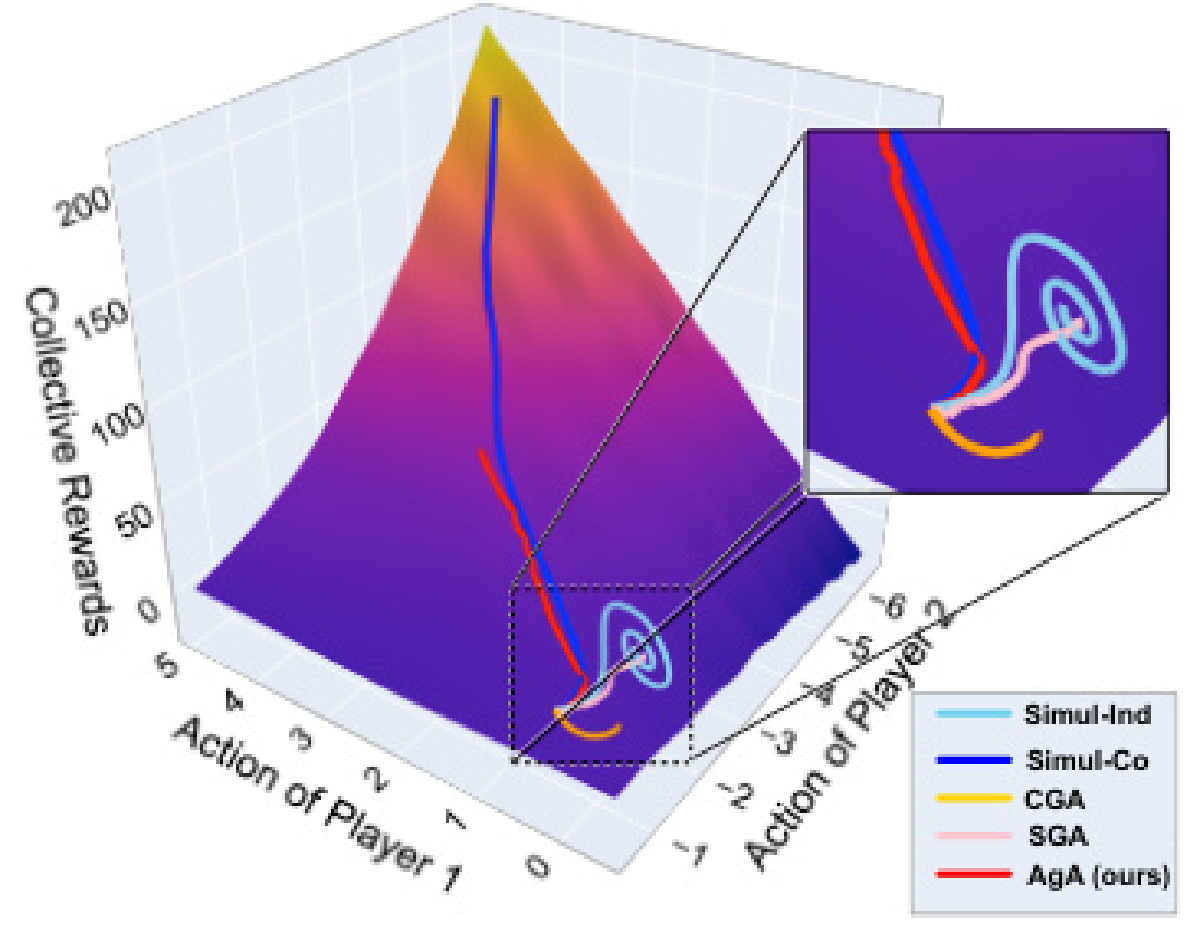 200
150
100
50
0
Collective Rewards
5
4
3
2
1
0
Action of Player 1
-6
-5
-4
-3
-2
-1
Action of Player 2
Simul-Ind
Simul-Co
CGA
SGA
AgA (ours)